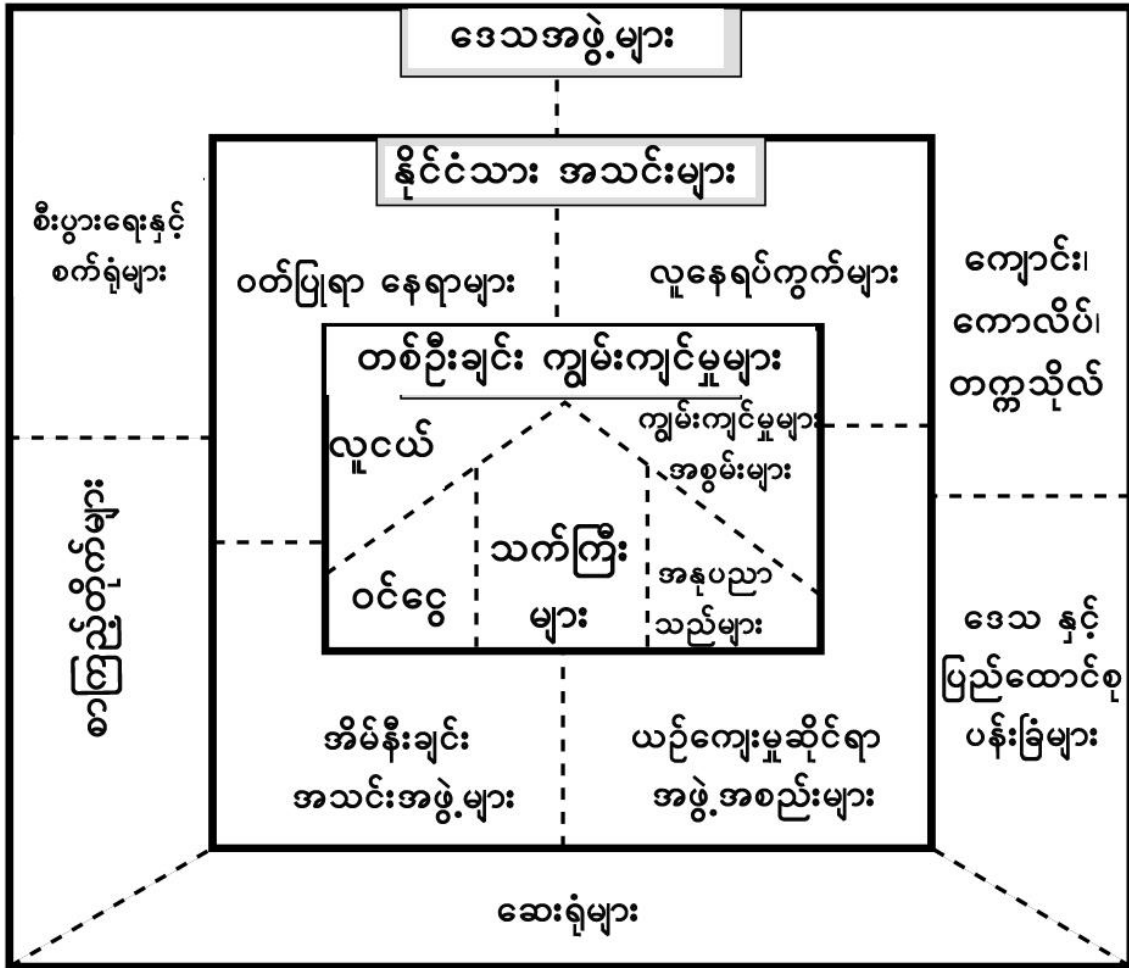 ဒေသအဖွဲ့များ
နိုင်ငံသား အသင်းများ
စီးပွားရေးနှင့်
စက်ရုံများ
ဝတ်ပြုရာ နေရာများ
လူနေရပ်ကွက်များ
ကျောင်း၊
ကောလိပ်၊
တက္ကသိုလ်
တစ်ဦးချင်း ကျွမ်းကျင်မှုများ
လူငယ်
ကျွမ်းကျင်မှုများ
အစွမ်းများ
ဝင်ငွေ
သက်ကြီး
များ
အနုပညာ
သည်များ
စာကြည့်တိုက်များ
ဒေသ နှင့်
ပြည်ထောင်စု
ပန်းခြံများ
အိမ်နီးချင်း
အသင်းအဖွဲ့များ
ယဉ်ကျေးမှုဆိုင်ရာ
အဖွဲ့အစည်းများ
ဆေးရုံများ